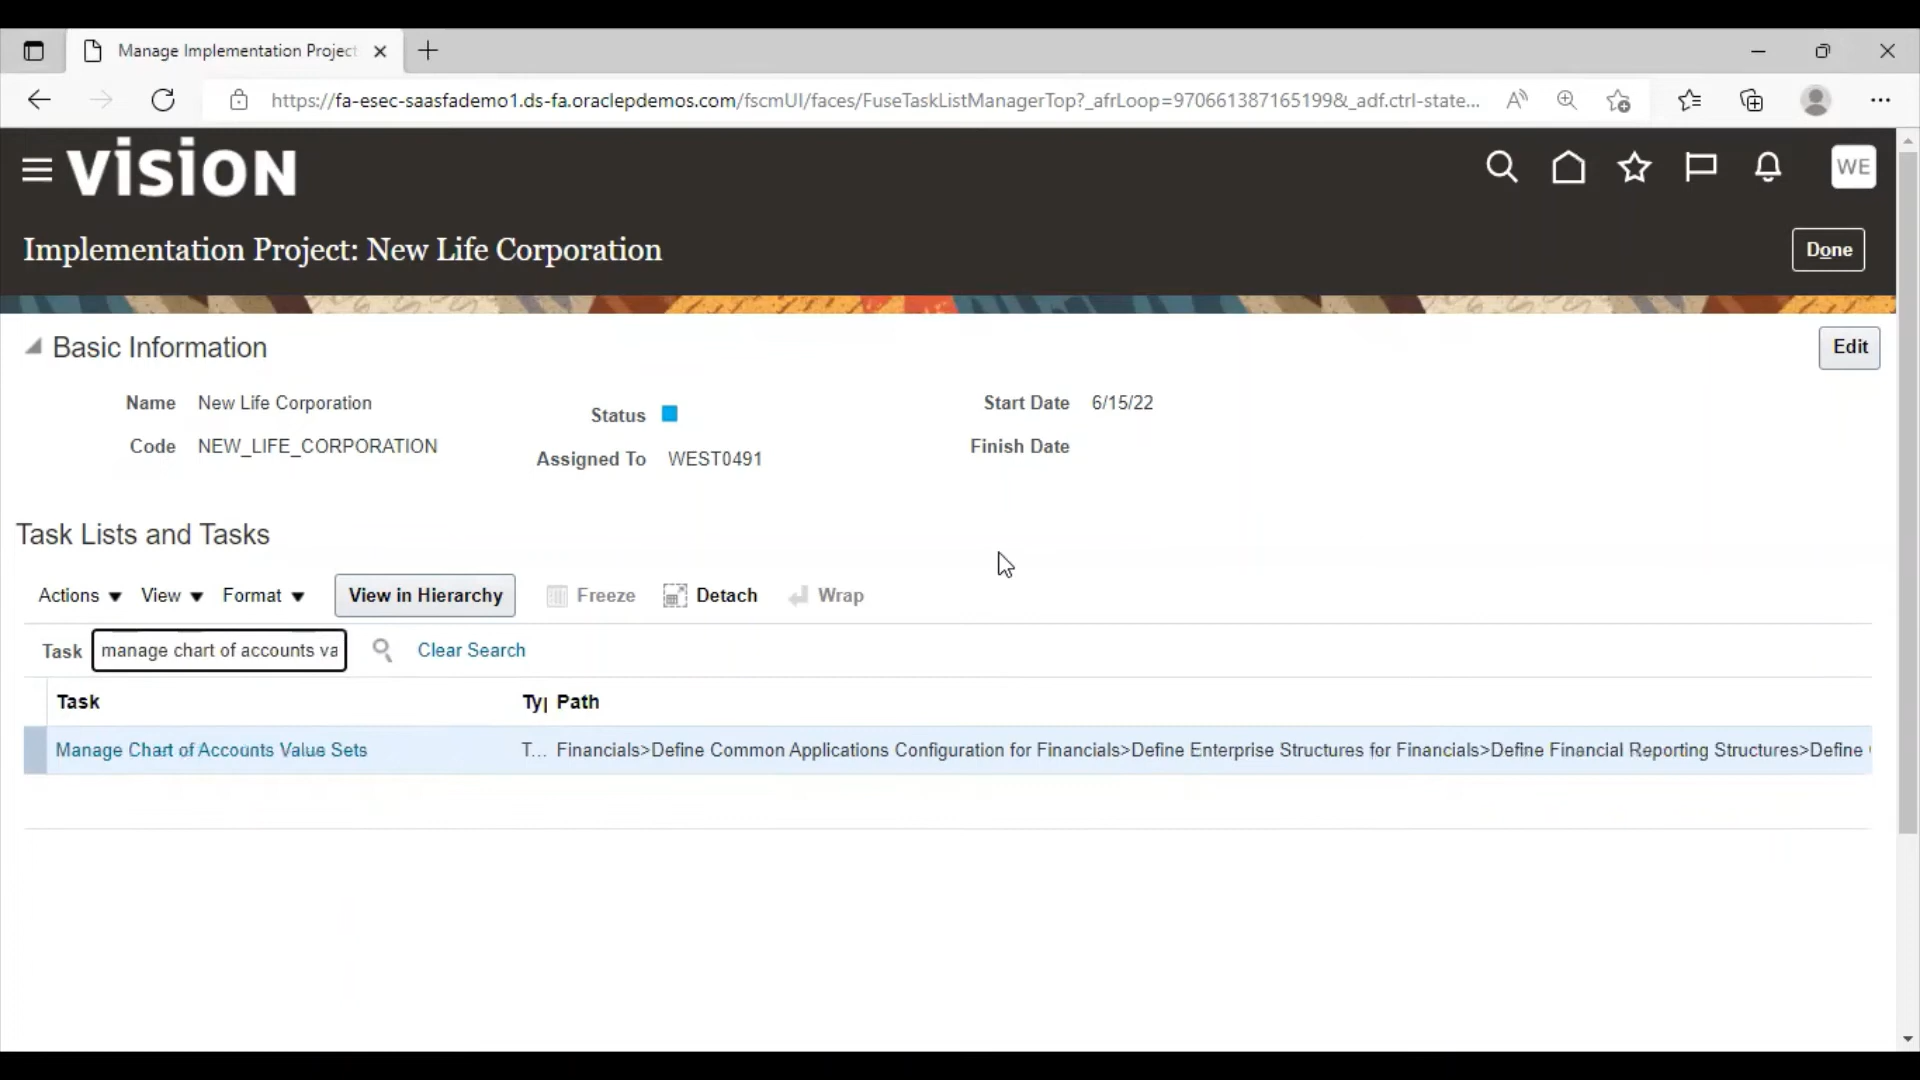 Manage Implementation Project
https://fa-esec-saasfademo1.ds-fa.oraclepdemos.com/fscmUI/faces/FuseTaskListManagerTop?_afrLoop=970661387165199&_adf.ctrl-state...
VISION
WE
Implementation Project: New Life Corporation
Done
Basic Information
Edit
Name New Life Corporation
Status
Start Date 6/15/22
Code NEW_LIFE_CORPORATION
Assigned To WEST0491
Finish Date
Task Lists and Tasks
Actions View Format View in Hierarchy Freeze Detach Wrap
Task manage chart of accounts va Clear Search
Task Typ Path
Manage Chart of Accounts Value Sets T... Financials>Define Common Applications Configuration for Financials>Define Enterprise Structures for Financials>Define Financial Reporting Structures>Define